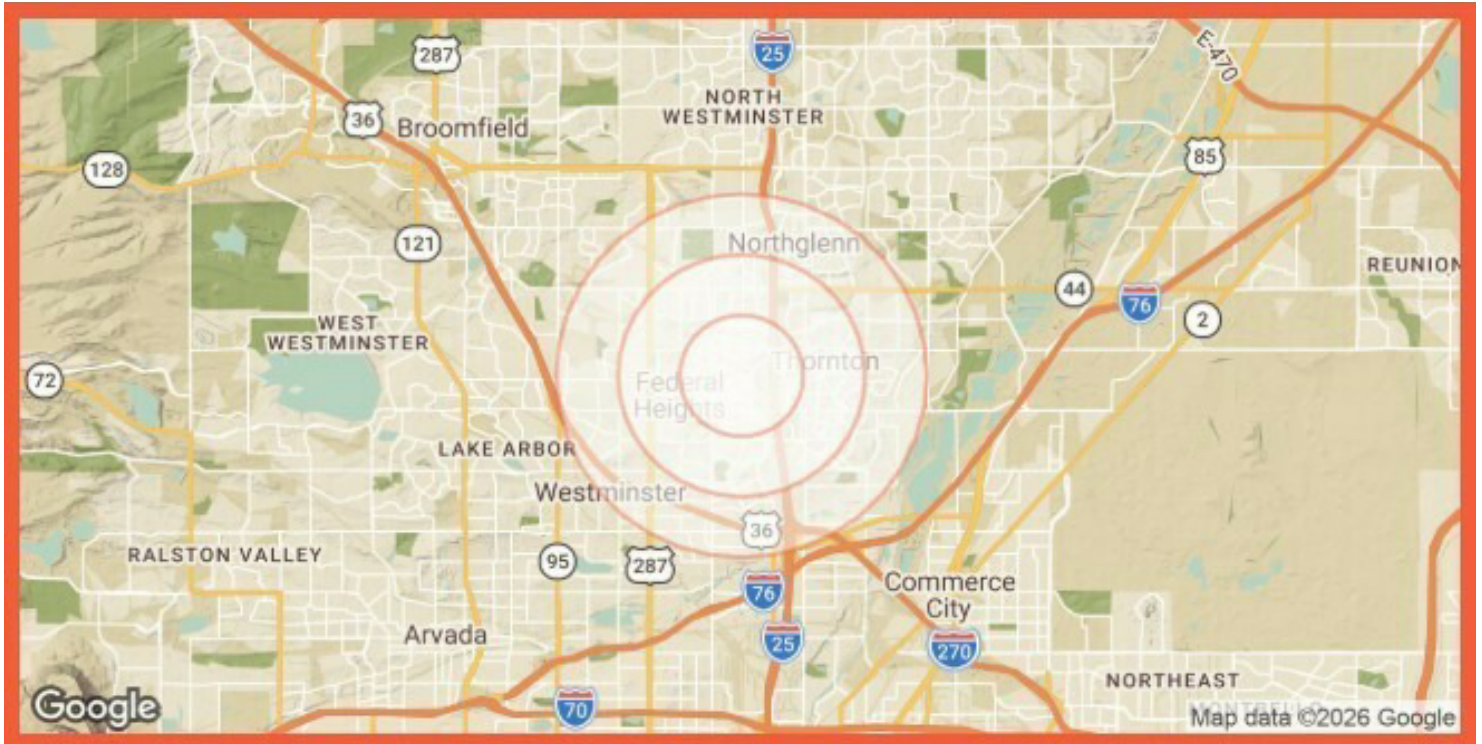 287
25
E-470
NORTH
WESTMINSTER
36
Broomfield
85
128
121
Northglenn
REUNION
44
76
2
WEST
WESTMINSTER
72
Thornton
Federal
Heights
LAKE ARBOR
Westminster
36
RALSTON VALLEY
95
287
76
Commerce
City
Arvada
25
270
NORTHEAST
70
Google
Map data ©2026 Google